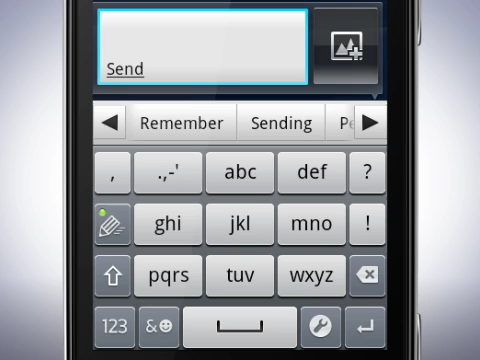 Send
Remember Sending
, .,-' abc def ?
ghi jkl mno !
pqrs tuv wxyz
123 &